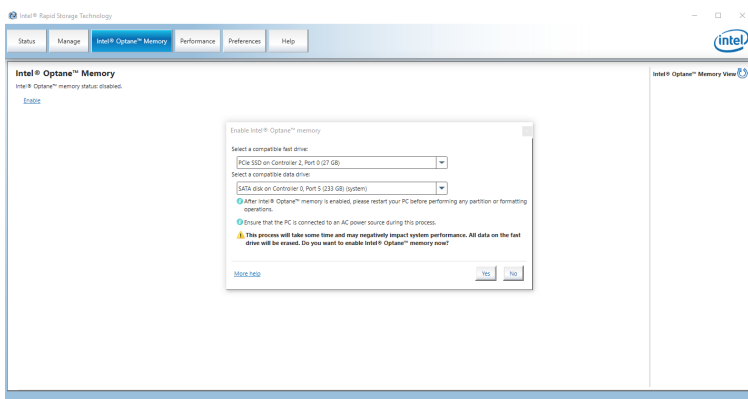 Intel® Rapid Storage Technology
Status Manage Intel® Optane™ Memory Performance Preferences Help
intel
Intel® Optane™ Memory
Intel® Optane™ memory status: disabled.
Enable
Intel® Optane™ Memory View
Enable Intel® Optane™ memory
Select a compatible fast drive:
PCIe SSD on Controller 2, Port 0 (27 GB)
Select a compatible data drive:
SATA disk on Controller 0, Port 5 (233 GB) (system)
After Intel® Optane™ memory is enabled, please restart your PC before performing any partition or formatting
operations.
Ensure that the PC is connected to an AC power source during this process.
This process will take some time and may negatively impact system performance. All data on the fast
drive will be erased. Do you want to enable Intel® Optane™ memory now?
More help
Yes No